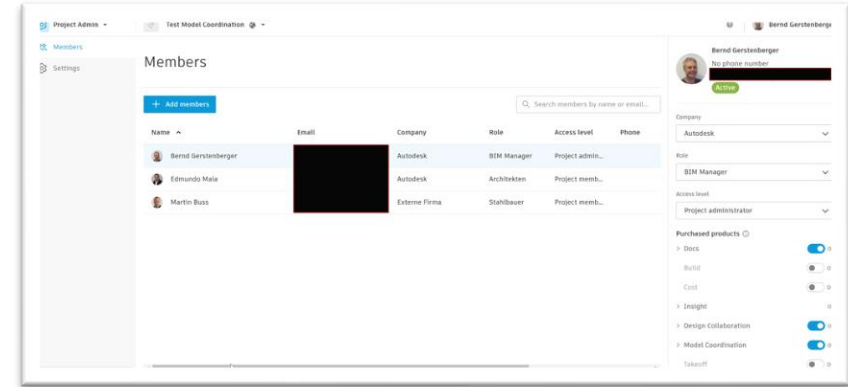 Project Admin
Test Model Coordination
Bernd Gerstenberge
Members
Settings
Members
+ Add members
Search members by name or email...
Name
Email
Company
Role
Access level
Phone
Bernd Gerstenberger
Autodesk
BIM Manager
Project admin...
Edmundo Mala
Autodesk
Architekten
Project memb...
Martin Buss
Externe Firma
Stahlbauer
Project memb...
Bernd Gerstenberger
No phone number
Active
Company
Autodesk
Role
BIM Manager
Access level
Project administrator
Purchased products
Docs
Build
Cost
Insight
Design Collaboration
Model Coordination
Takeoff